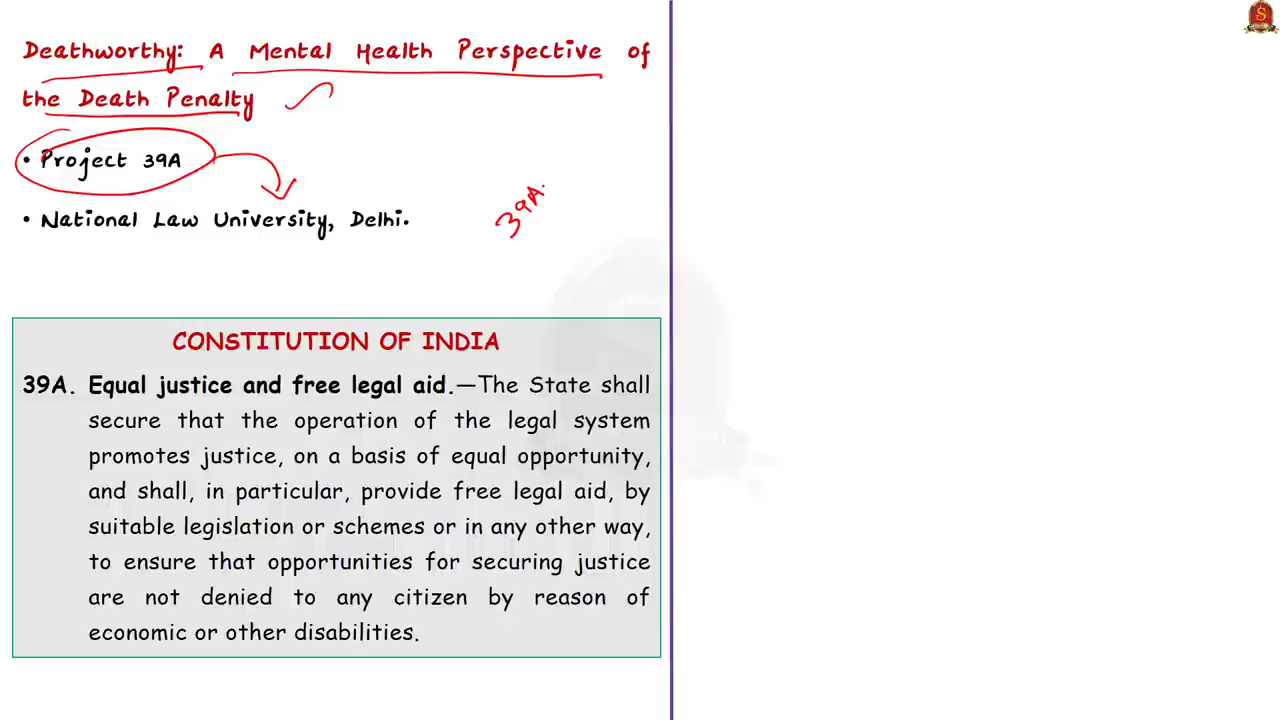 Deathworthy: A Mental Health Perspective of
the Death Penalty
• Project 39A
• National Law University, Delhi.
39A.
CONSTITUTION OF INDIA
39A. Equal justice and free legal aid.—The State shall
secure that the operation of the legal system
promotes justice, on a basis of equal opportunity,
and shall, in particular, provide free legal aid, by
suitable legislation or schemes or in any other way,
to ensure that opportunities for securing justice
are not denied to any citizen by reason of
economic or other disabilities.